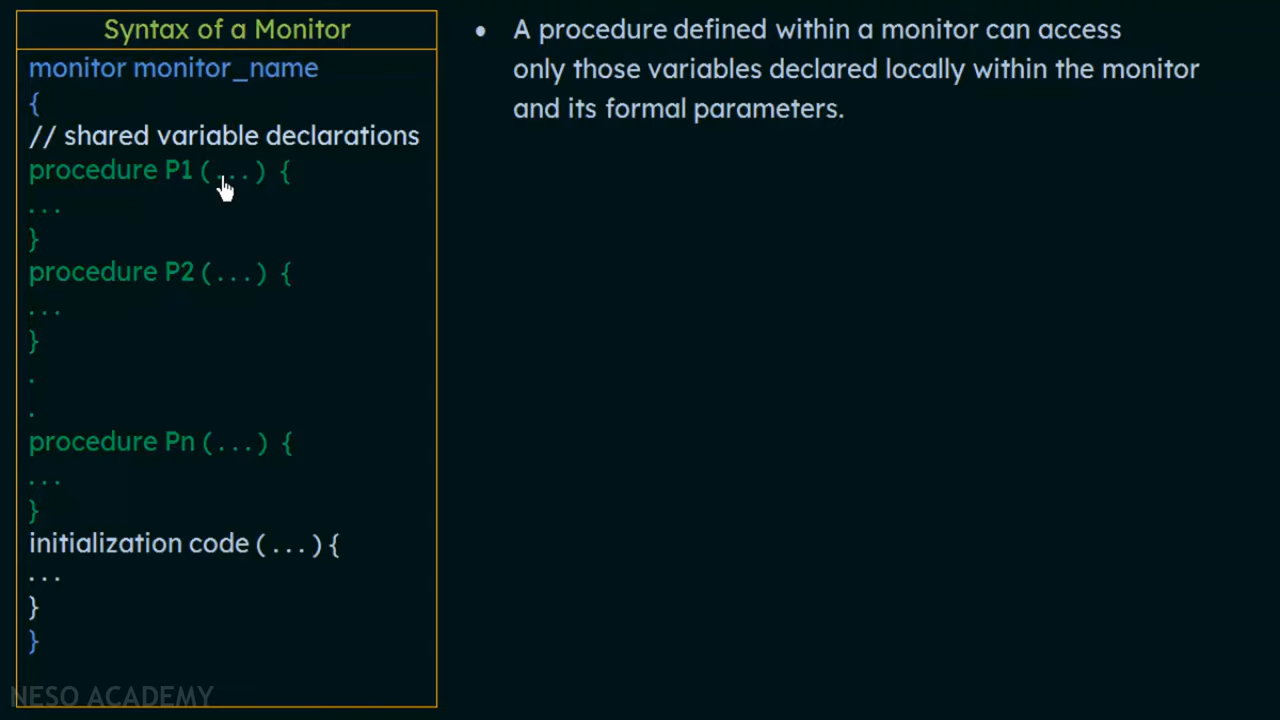 Syntax of a Monitor
monitor monitor_name
{
// shared variable declarations
procedure P1 (...) {
...
}
procedure P2 (...) {
...
}
.
.
procedure Pn (...) {
...
}
initialization code (...) {
...
}
}
• A procedure defined within a monitor can access
only those variables declared locally within the monitor
and its formal parameters.
NESO ACADEMY